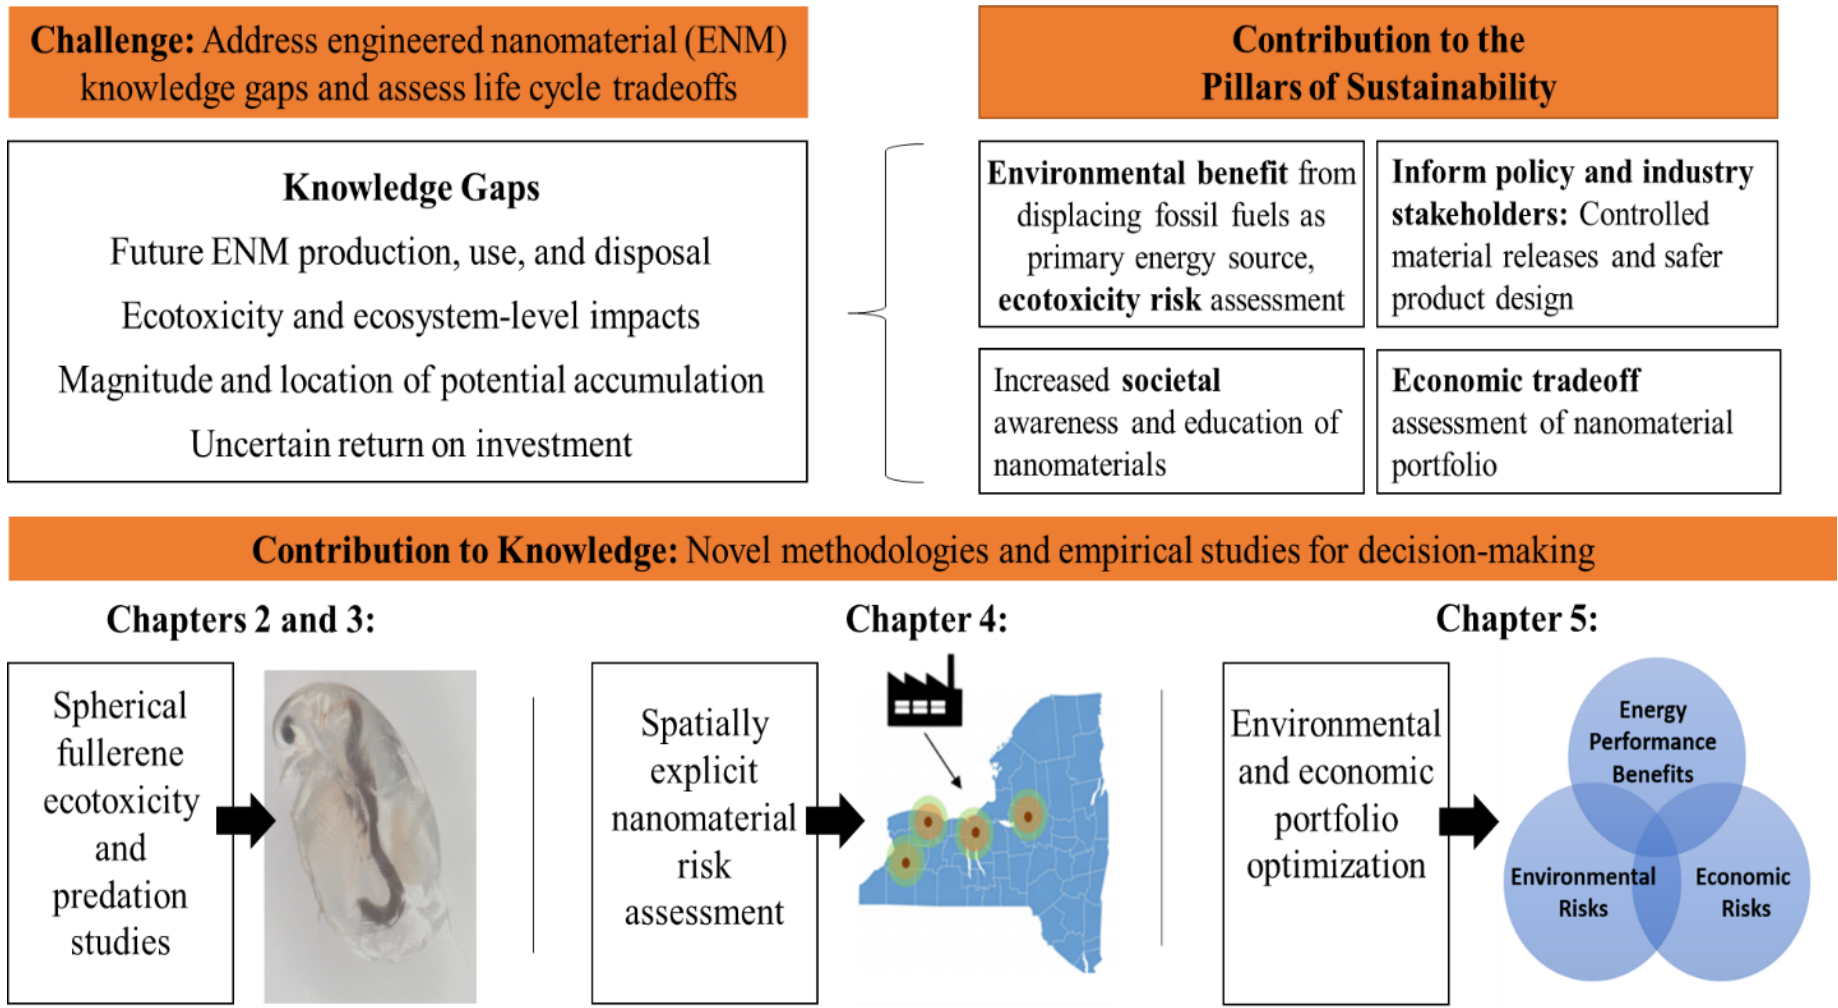 Challenge: Address engineered nanomaterial (ENM)
knowledge gaps and assess life cycle tradeoffs
Knowledge Gaps
Future ENM production, use, and disposal
Ecotoxicity and ecosystem-level impacts
Magnitude and location of potential accumulation
Uncertain return on investment
Contribution to the
Pillars of Sustainability
Environmental benefit from
displacing fossil fuels as
primary energy source,
ecotoxicity risk assessment
Inform policy and industry
stakeholders: Controlled
material releases and safer
product design
Increased societal
awareness and education of
nanomaterials
Economic tradeoff
assessment of nanomaterial
portfolio
Contribution to Knowledge: Novel methodologies and empirical studies for decision-making
Chapters 2 and 3:
Spherical
fullerene
ecotoxicity
and
predation
studies
Chapter 4:
Spatially
explicit
nanomaterial
risk
assessment
Chapter 5:
Environmental
and economic
portfolio
optimization
Energy
Performance
Benefits
Environmental
Risks
Economic
Risks